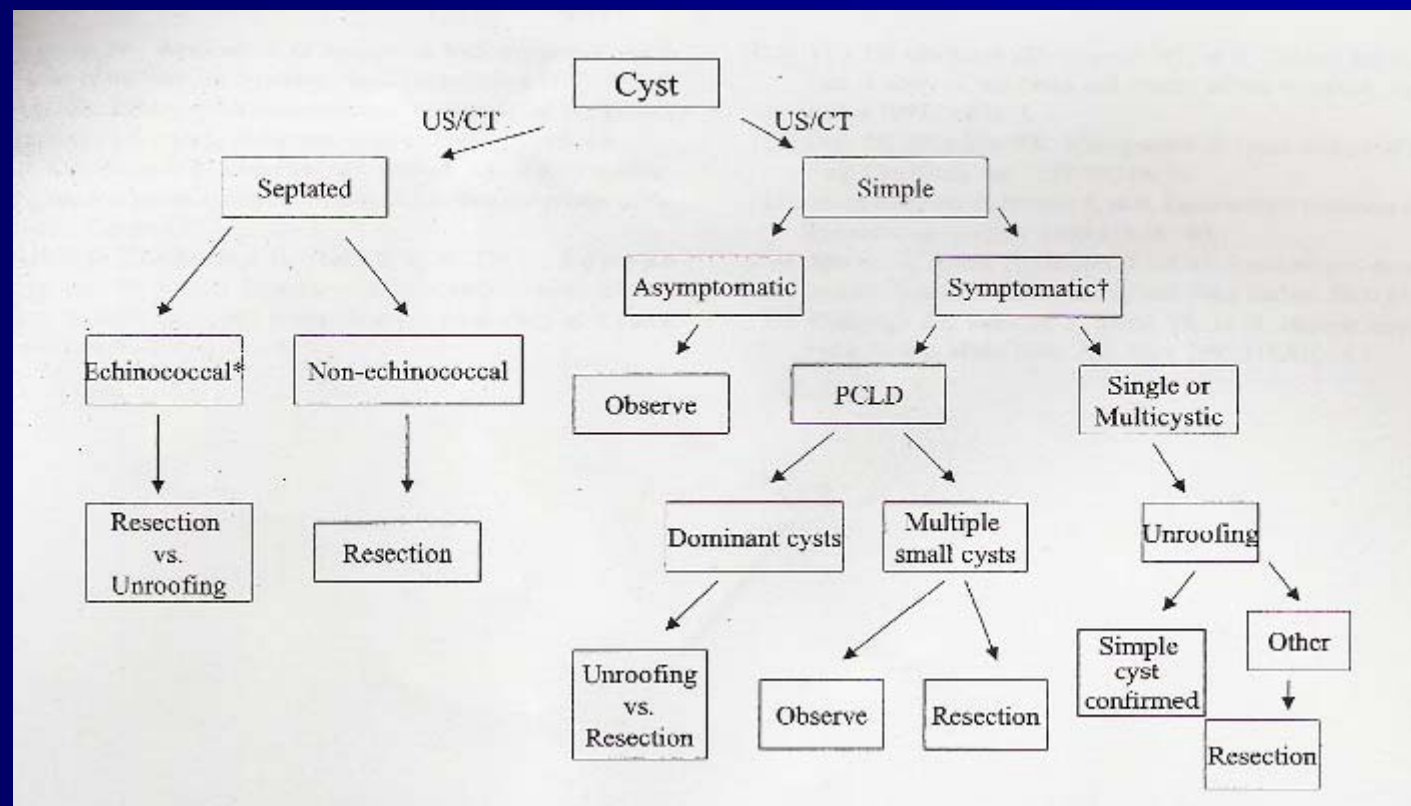 Cyst
US/CT
US/CT
Septated
Simple
Asymptomatic
Symptomatic†
Echinococcal*
Non-echinococcal
Observe
PCLD
Single or
Multicystic
Resection
vs.
Unroofing
Resection
Dominant cysts
Multiple
small cysts
Unroofing
Unroofing
vs.
Resection
Observe
Resection
Simple
cyst
confirmed
Other
Resection